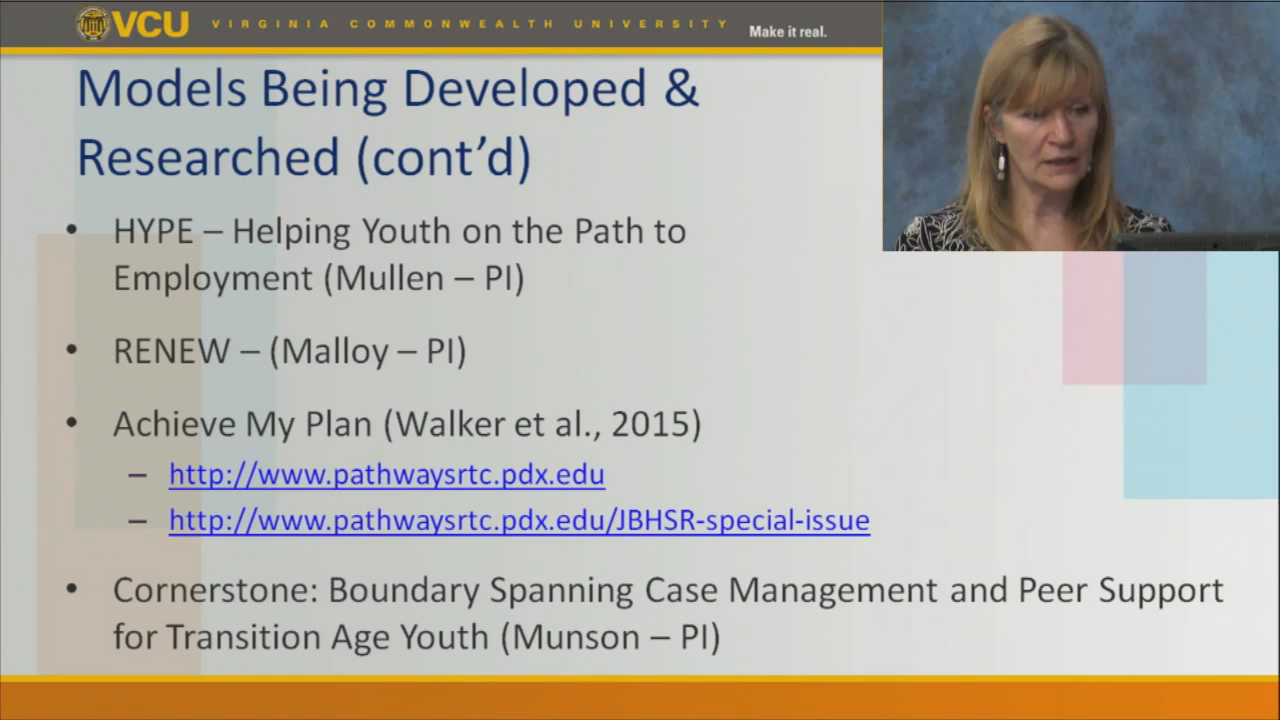 VCU VIRGINIA COMMONWEALTH UNIVERSITY Make it real.
Models Being Developed &
Researched (cont’d)
• HYPE – Helping Youth on the Path to
Employment (Mullen – PI)
• RENEW – (Malloy – PI)
• Achieve My Plan (Walker et al., 2015)
– http://www.pathwaysrtc.pdx.edu
– http://www.pathwaysrtc.pdx.edu/JBHSR-special-issue
• Cornerstone: Boundary Spanning Case Management and Peer Support
for Transition Age Youth (Munson – PI)